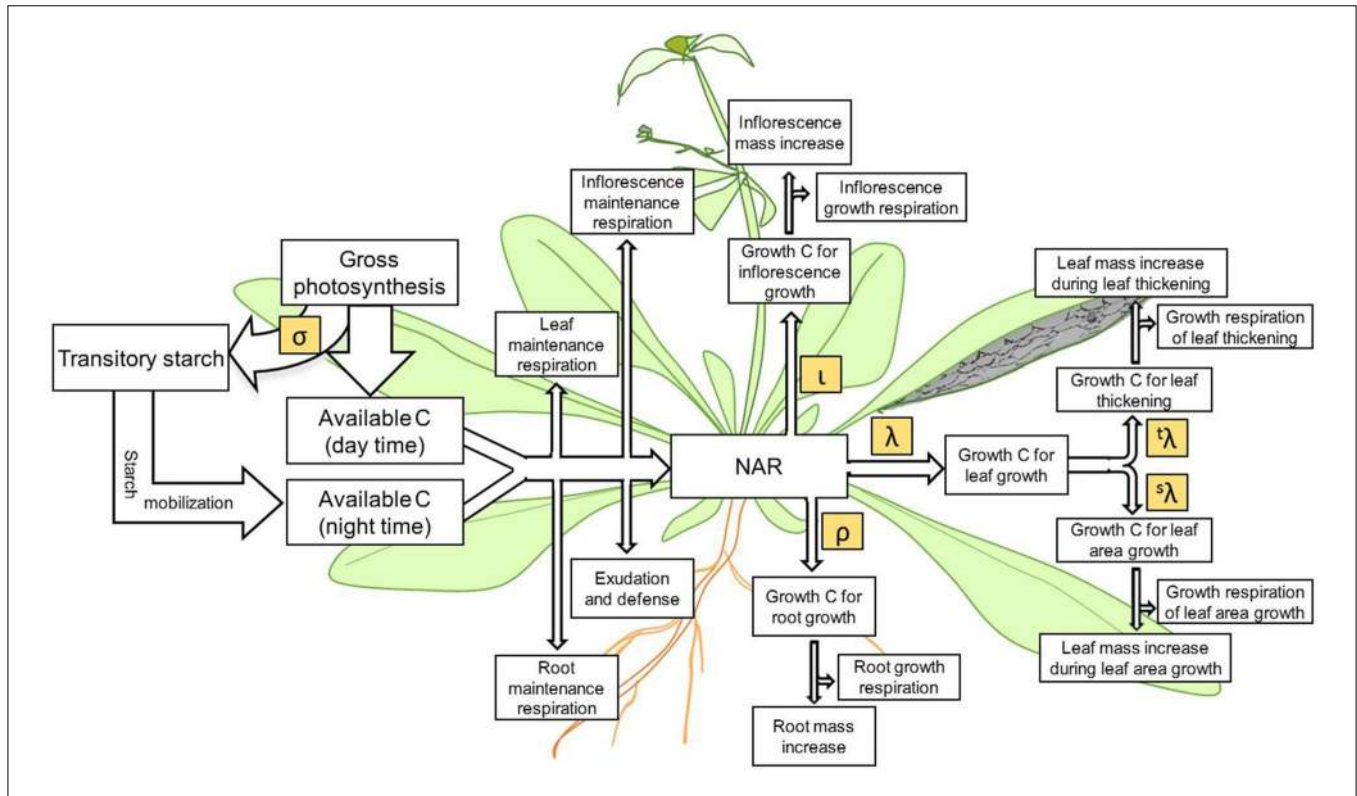 Inflorescence
mass increase
Inflorescence
maintenance
respiration
Inflorescence
growth respiration
Gross
photosynthesis
Growth C for
inflorescence
growth
Leaf mass increase
during leaf thickening
σ
Transitory starch
Leaf
maintenance
respiration
Growth respiration
of leaf thickening
ι
Growth C for leaf
thickening
Available C
(day time)
λ
ᵗλ
NAR
Growth C for
leaf growth
Starch
mobilization
Available C
(night time)
ˢλ
ρ
Growth C for leaf
area growth
Exudation
and defense
Growth C for
root growth
Growth respiration
of leaf area growth
Root
maintenance
respiration
Root growth
respiration
Leaf mass increase
during leaf area growth
Root mass
increase